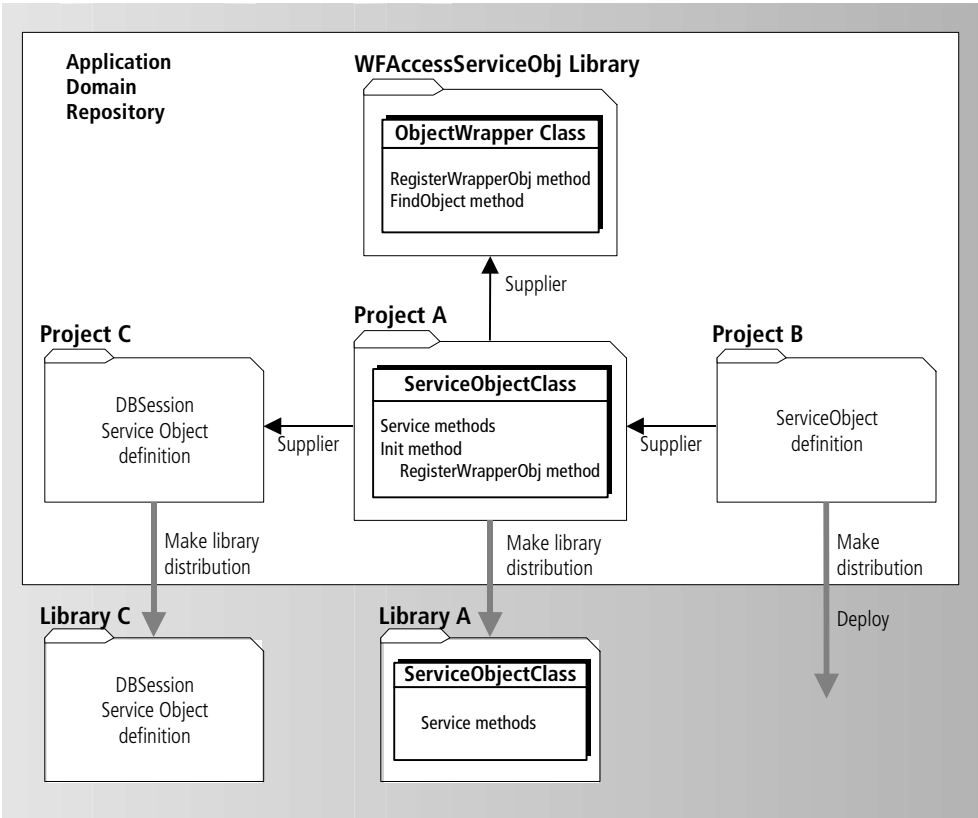 Application
Domain
Repository
WFAccessServiceObj Library
ObjectWrapper Class
RegisterWrapperObj method
FindObject method
Supplier
Project C
Project A
Project B
DBSession
Service Object
definition
Supplier
ServiceObjectClass
Service methods
Init method
RegisterWrapperObj method
Supplier
ServiceObject
definition
Make library
distribution
Make library
distribution
Make
distribution
Library C
Library A
Deploy
DBSession
Service Object
definition
ServiceObjectClass
Service methods